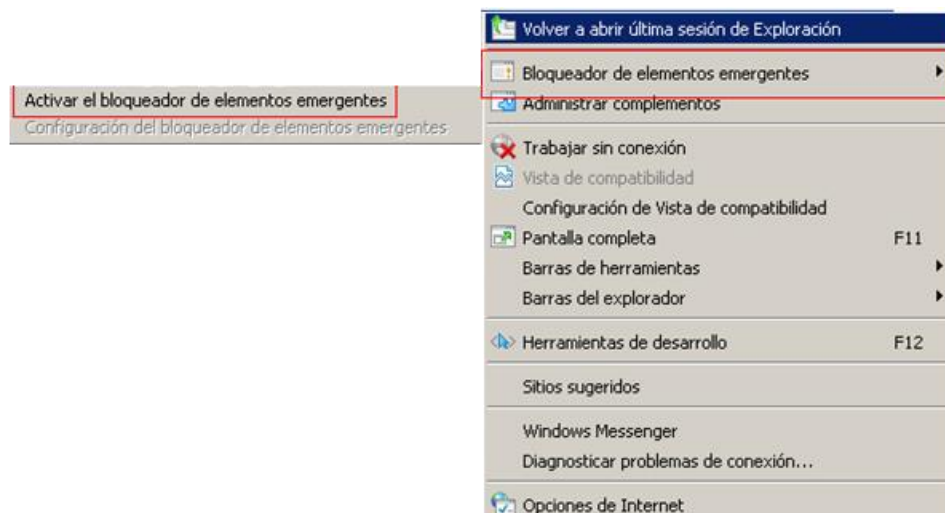 Volver a abrir última sesión de Exploración
Bloqueador de elementos emergentes
Activar el bloqueador de elementos emergentes
Configuración del bloqueador de elementos emergentes
Administrar complementos
Trabajar sin conexión
Vista de compatibilidad
Configuración de Vista de compatibilidad
Pantalla completa F11
Barras de herramientas
Barras del explorador
Herramientas de desarrollo F12
Sitios sugeridos
Windows Messenger
Diagnosticar problemas de conexión...
Opciones de Internet